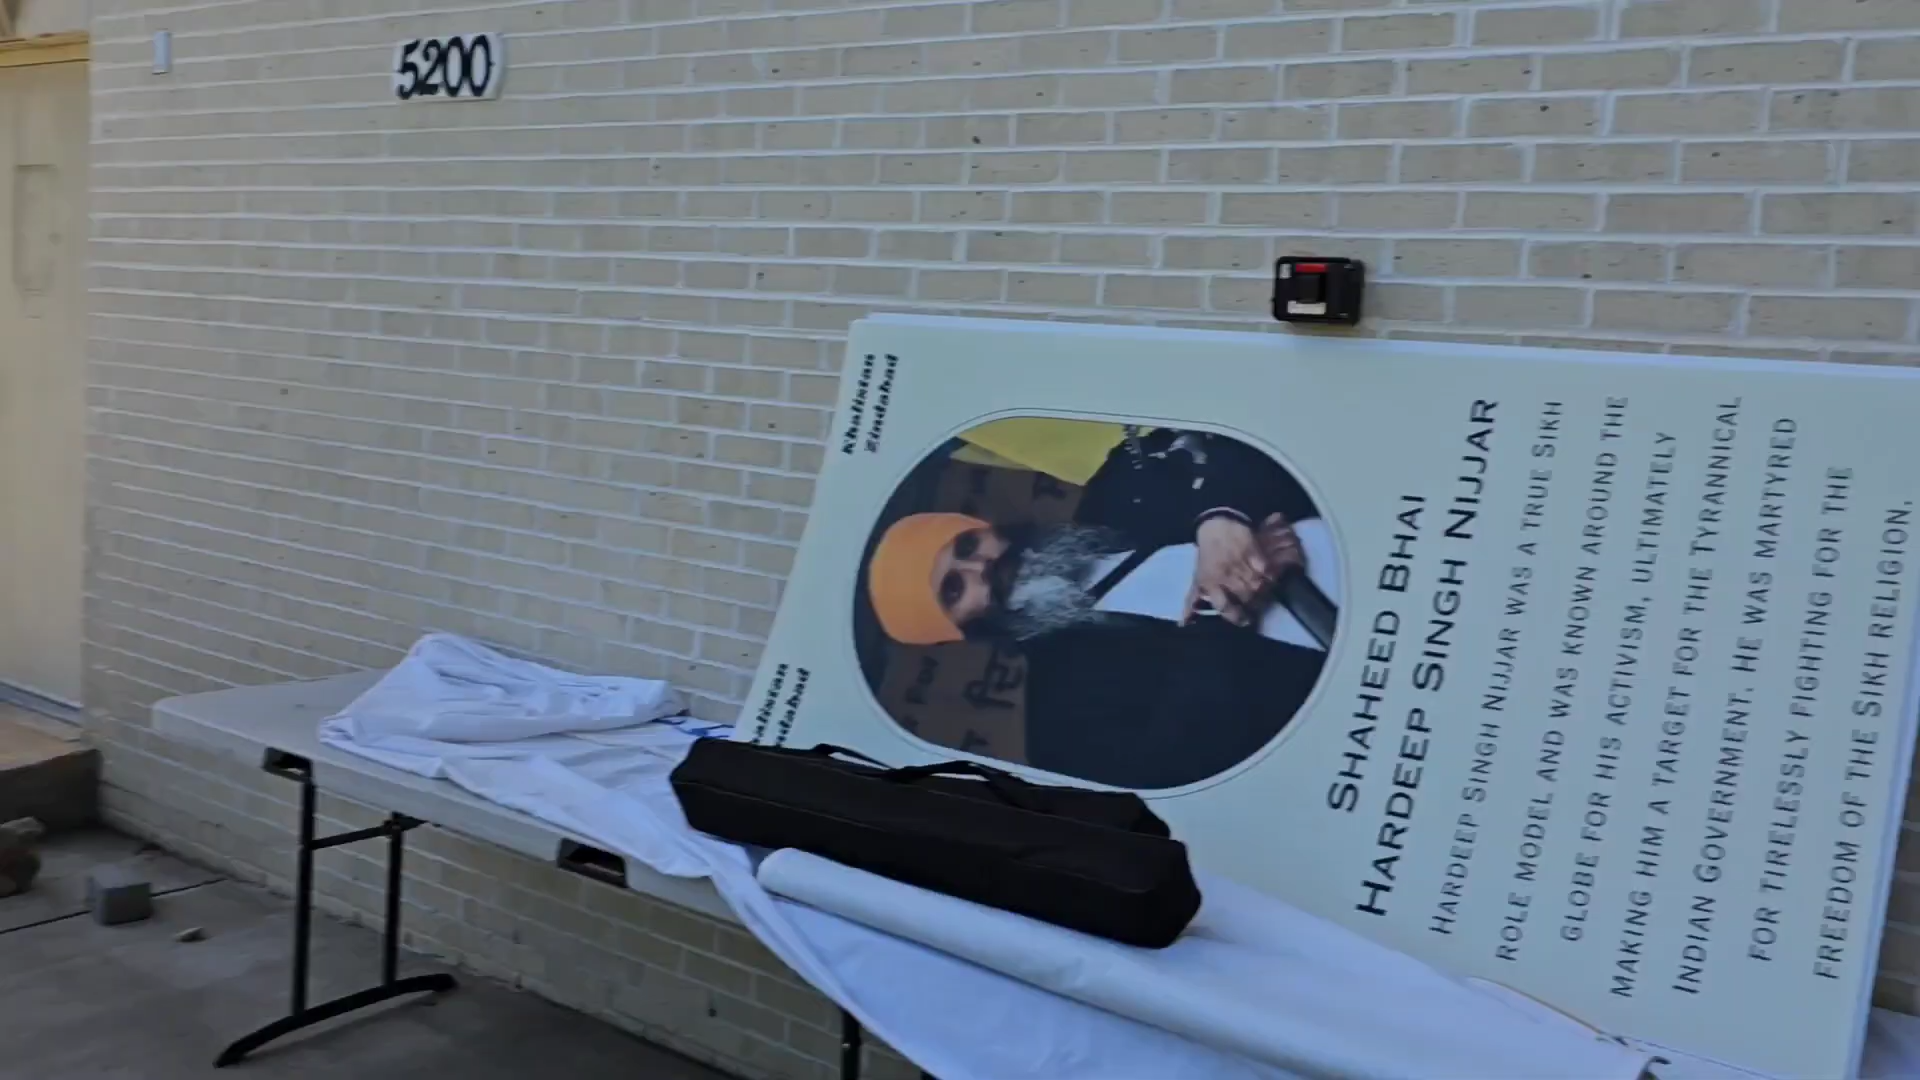 5200
Khalistan
Zindabad
SHAHEED BHAI
HARDEEP SINGH NIJJAR
HARDEEP SINGH NIJJAR WAS A TRUE SIKH
ROLE MODEL AND WAS KNOWN AROUND THE
GLOBE FOR HIS ACTIVISM, ULTIMATELY
MAKING HIM A TARGET FOR THE TYRANNICAL
INDIAN GOVERNMENT. HE WAS MARTYRED
FOR TIRELESSLY FIGHTING FOR THE
FREEDOM OF THE SIKH RELIGION.